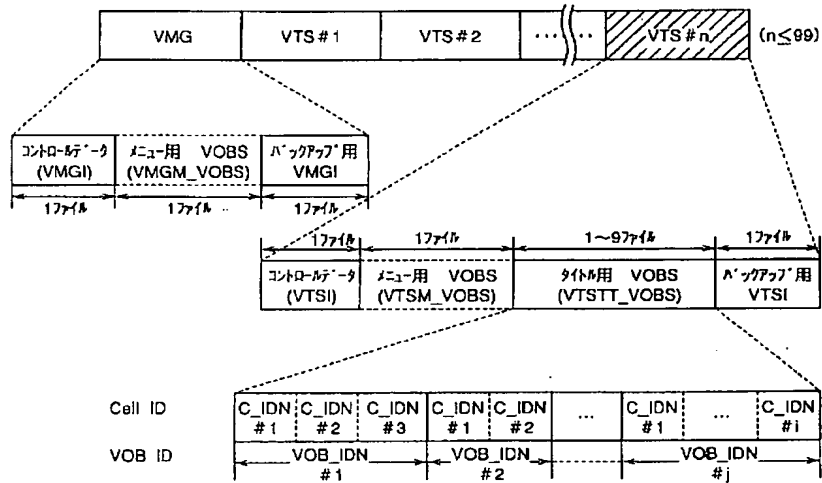 VMG VTS#1 VTS#2 ‥‥ ‥ VTS#n (n≦99)
コントロールデータ メニュー用 VOBS バックアップ用
(VMGI) (VMGM_VOBS) VMGI
1ファイル 1ファイル 1ファイル
1ファイル 1ファイル 1〜9ファイル 1ファイル
コントロールデータ メニュー用 VOBS タイトル用 VOBS バックアップ用
(VTSI) (VTSM_VOBS) (VTSTT_VOBS) VTSI
Cell ID C_IDN C_IDN C_IDN C_IDN C_IDN … C_IDN … C_IDN
#1 #2 #3 #1 #2 #1 #i
VOB ID VOB_IDN VOB_IDN VOB_IDN
#1 #2 #j